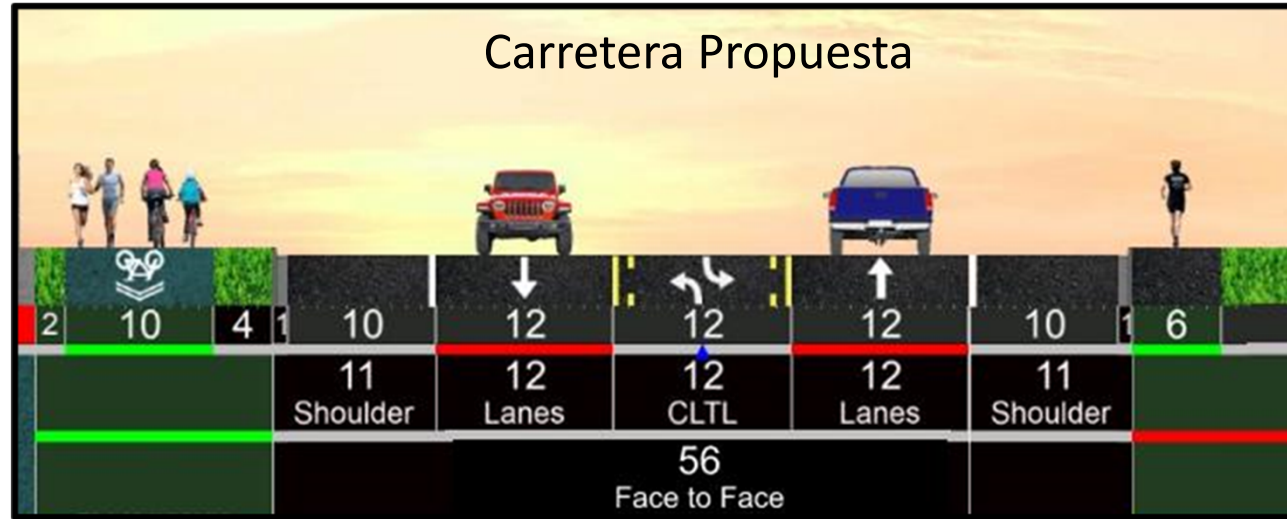 Carretera Propuesta
2 10 4 1 10 12 12 12 10 1 6
11 12 12 12 11
Shoulder Lanes CLTL Lanes Shoulder
56
Face to Face